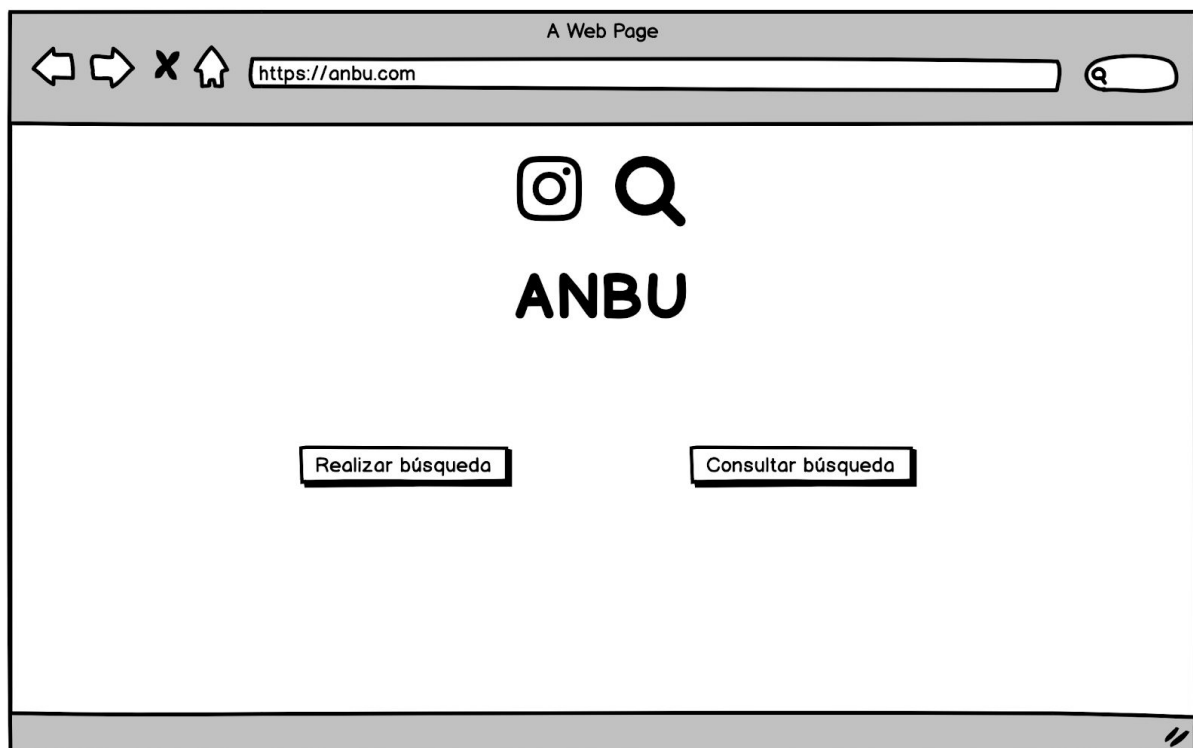 A Web Page
https://anbu.com
ANBU
Realizar búsqueda
Consultar búsqueda